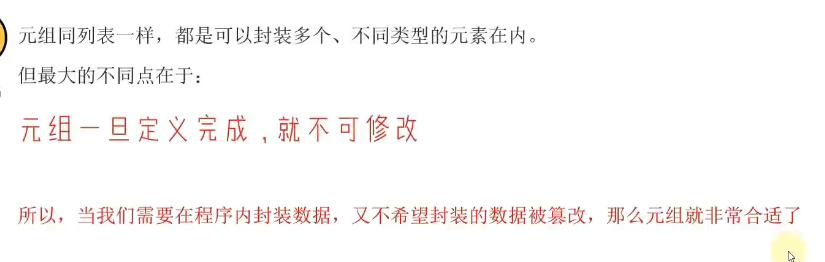 元组同列表一样，都是可以封装多个、不同类型的元素在内。
但最大的不同点在于：
元组一旦定义完成，就不可修改
所以，当我们需要在程序内封装数据，又不希望封装的数据被篡改，那么元组就非常合适了